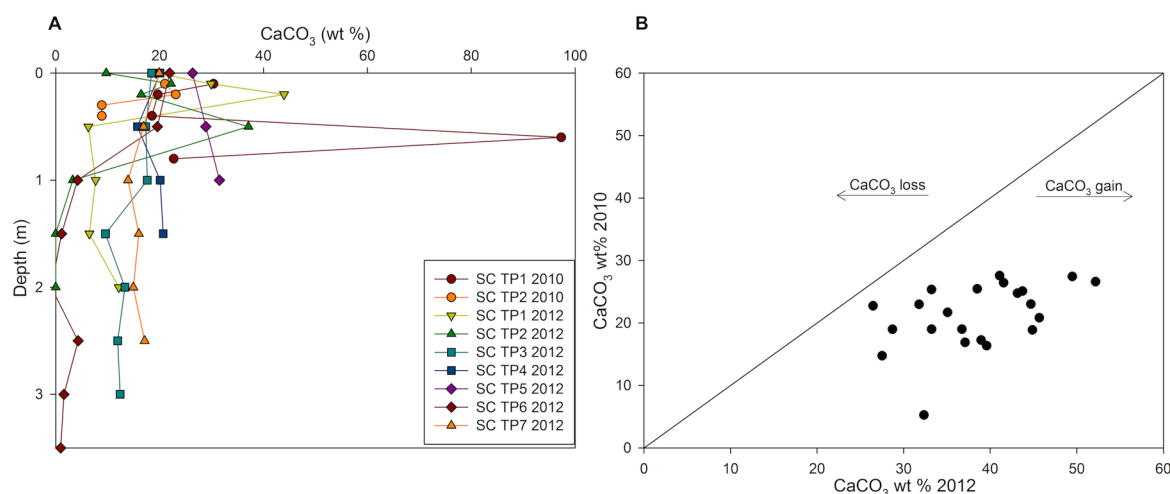 A
CaCO3 (wt %)
0 20 40 60 80 100
0
1
2
3
Depth (m)
SC TP1 2010
SC TP2 2010
SC TP1 2012
SC TP2 2012
SC TP3 2012
SC TP4 2012
SC TP5 2012
SC TP6 2012
SC TP7 2012
B
60
50
40
30
20
10
0
CaCO3 wt% 2010
CaCO3 loss
CaCO3 gain
0 10 20 30 40 50 60
CaCO3 wt % 2012